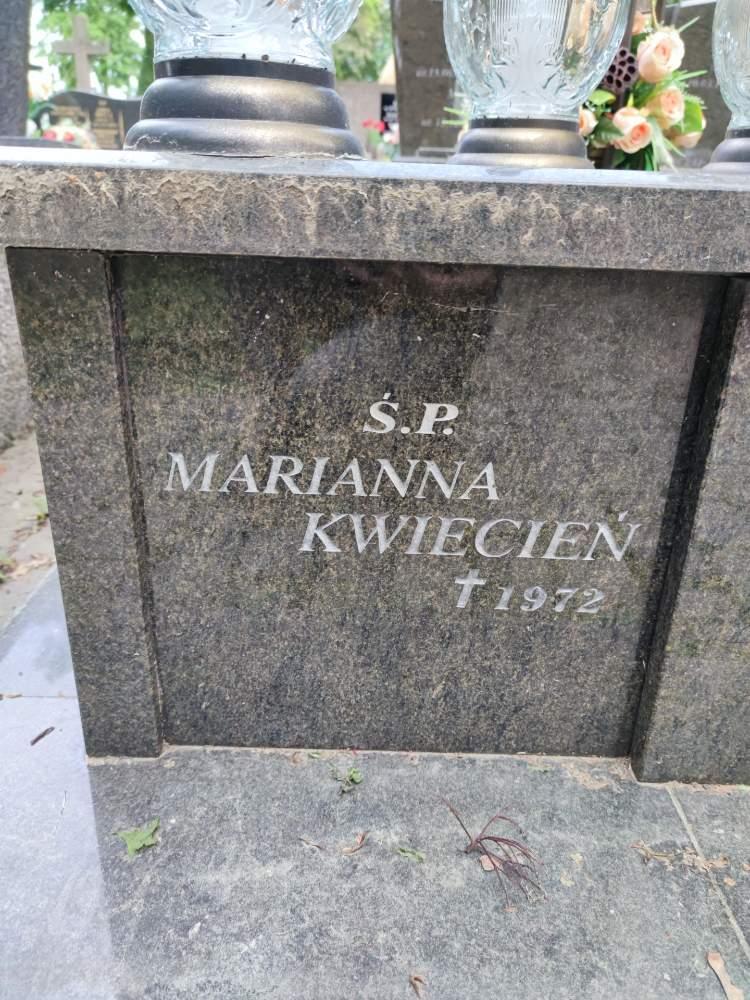 Ś.P.
MARIANNA
KWIECIEŃ
✝ 1972